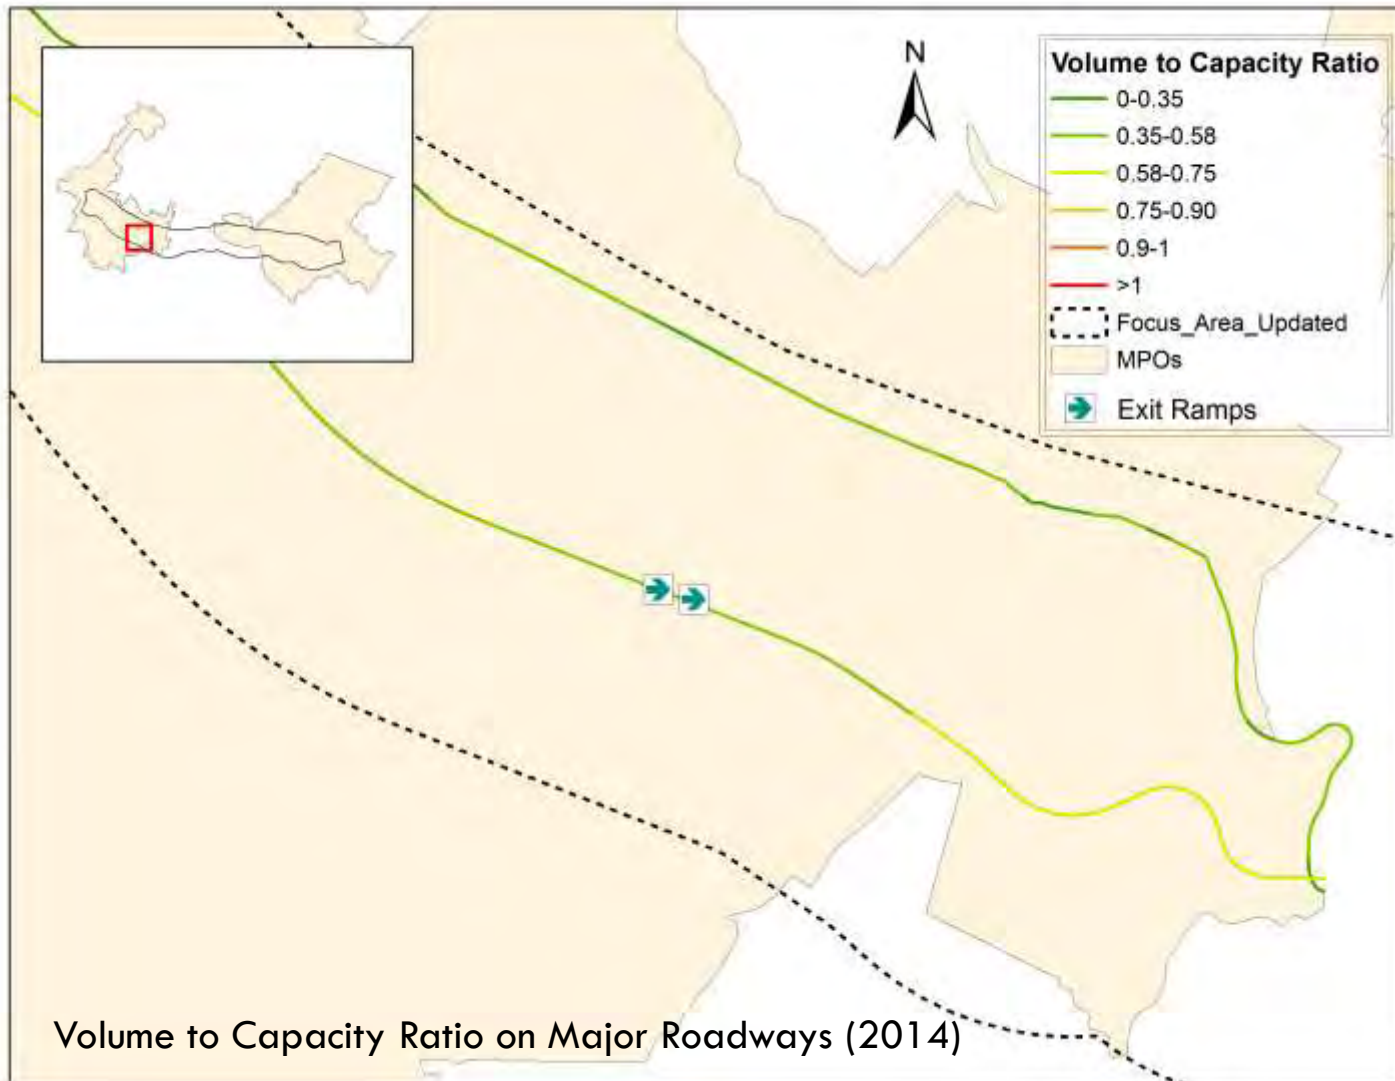 N
Volume to Capacity Ratio
0-0.35
0.35-0.58
0.58-0.75
0.75-0.90
0.9-1
>1
Focus_Area_Updated
MPOs
Exit Ramps
Volume to Capacity Ratio on Major Roadways (2014)